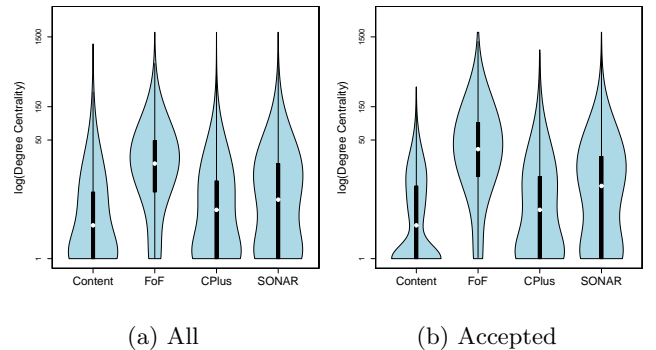 log(Degree Centrality)
1500
150
50
1
Content FoF CPlus SONAR
(a) All
log(Degree Centrality)
1500
150
50
1
Content FoF CPlus SONAR
(b) Accepted